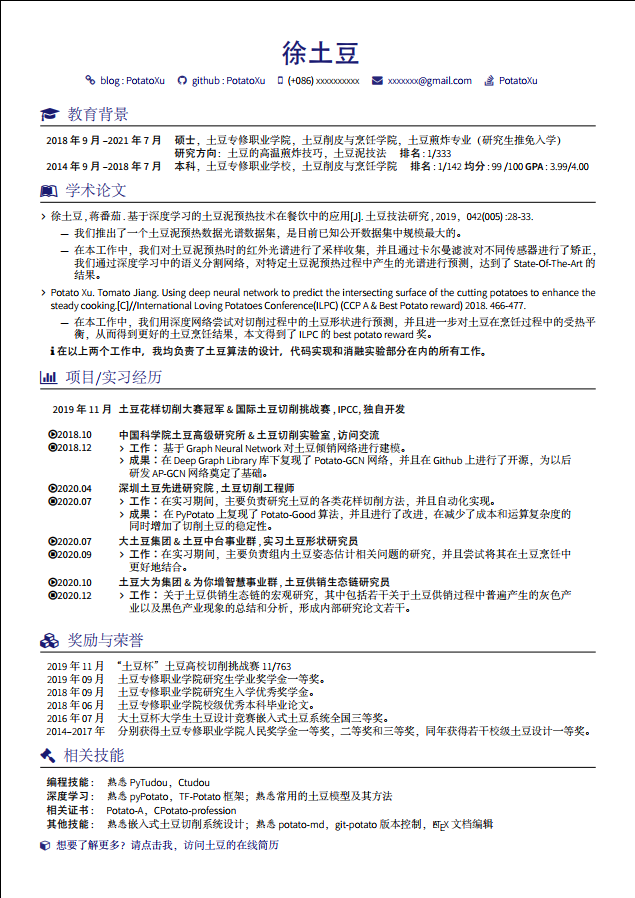 徐土豆
blog : PotatoXu github : PotatoXu (+086) xxxxxxxxxx xxxxxxx@gmail.com PotatoXu
教育背景
2018 年 9 月 –2021 年 7 月 硕士，土豆专修职业学院，土豆削皮与烹饪学院，土豆煎炸专业（研究生推免入学）
研究方向：土豆的高温煎炸技巧，土豆泥技法 排名 : 1/333
2014 年 9 月 –2018 年 7 月 本科，土豆专修职业学校，土豆削皮与烹饪学院 排名 : 1/142 均分 : 99 /100 GPA : 3.99/4.00
学术论文
徐土豆 , 蒋番茄 . 基于深度学习的土豆泥预热技术在餐饮中的应用[J]. 土豆技法研究 , 2019，042(005) :28-33.
— 我们推出了一个土豆泥预热数据光谱数据集，是目前已知公开数据集中规模最大的。
— 在本工作中，我们对土豆泥预热时的红外光谱进行了采样收集，并且通过卡尔曼滤波对不同传感器进行了矫正，
我们通过深度学习中的语义分割网络，对特定土豆泥预热过程中产生的光谱进行预测，达到了 State-Of-The-Art 的
结果。
Potato Xu. Tomato Jiang. Using deep neural network to predict the intersecting surface of the cutting potatoes to enhance the
steady cooking.[C]//International Loving Potatoes Conference(ILPC) (CCP A & Best Potato reward) 2018. 466-477.
— 在本工作中，我们用深度网络尝试对切削过程中的土豆形状进行预测，并且进一步对土豆在烹饪过程中的受热平
衡，从而得到更好的土豆烹饪结果，本文得到了 ILPC 的 best potato reward 奖。
在以上两个工作中，我均负责了土豆算法的设计，代码实现和消融实验部分在内的所有工作。
项目/实习经历
2019 年 11 月 土豆花样切削大赛冠军 & 国际土豆切削挑战赛 , IPCC, 独自开发
2018.10 中国科学院土豆高级研究所 & 土豆切削实验室 , 访问交流
2018.12 工作： 基于 Graph Neural Network 对土豆倾销网络进行建模。
成果：在 Deep Graph Library 库下复现了 Potato-GCN 网络，并且在 Github 上进行了开源，为以后
研发 AP-GCN 网络奠定了基础。
2020.04 深圳土豆先进研究院 , 土豆切削工程师
2020.07 工作：在实习期间，主要负责研究土豆的各类花样切削方法，并且自动化实现。
成果： 在 PyPotato 上复现了 Potato-Good 算法，并且进行了改进，在减少了成本和运算复杂度的
同时增加了切削土豆的稳定性。
2020.07 大土豆集团 & 土豆中台事业群 , 实习土豆形状研究员
2020.09 工作：在实习期间，主要负责组内土豆姿态估计相关问题的研究，并且尝试将其在土豆烹饪中
更好地结合。
2020.10 土豆大为集团 & 为你增智慧事业群 , 土豆供销生态链研究员
2020.12 工作： 关于土豆供销生态链的宏观研究，其中包括若干关于土豆供销过程中普遍产生的灰色产
业以及黑色产业现象的总结和分析，形成内部研究论文若干。
奖励与荣誉
2019 年 11 月 “土豆杯”土豆高校切削挑战赛 11/763
2019 年 09 月 土豆专修职业学院研究生学业奖学金一等奖。
2018 年 09 月 土豆专修职业学院研究生入学优秀奖学金。
2018 年 06 月 土豆专修职业学院校级优秀本科毕业论文。
2016 年 07 月 大土豆杯大学生土豆设计竞赛嵌入式土豆系统全国三等奖。
2014–2017 年 分别获得土豆专修职业学院人民奖学金一等奖，二等奖和三等奖，同年获得若干校级土豆设计一等奖。
相关技能
编程技能： 熟悉 PyTudou，Ctudou
深度学习： 熟悉 pyPotato，TF-Potato 框架；熟悉常用的土豆模型及其方法
相关证书： Potato-A，CPotato-profession
其他技能： 熟悉嵌入式土豆切削系统设计；熟悉 potato-md，git-potato 版本控制，LATEX 文档编辑
想要了解更多？请点击我，访问土豆的在线简历